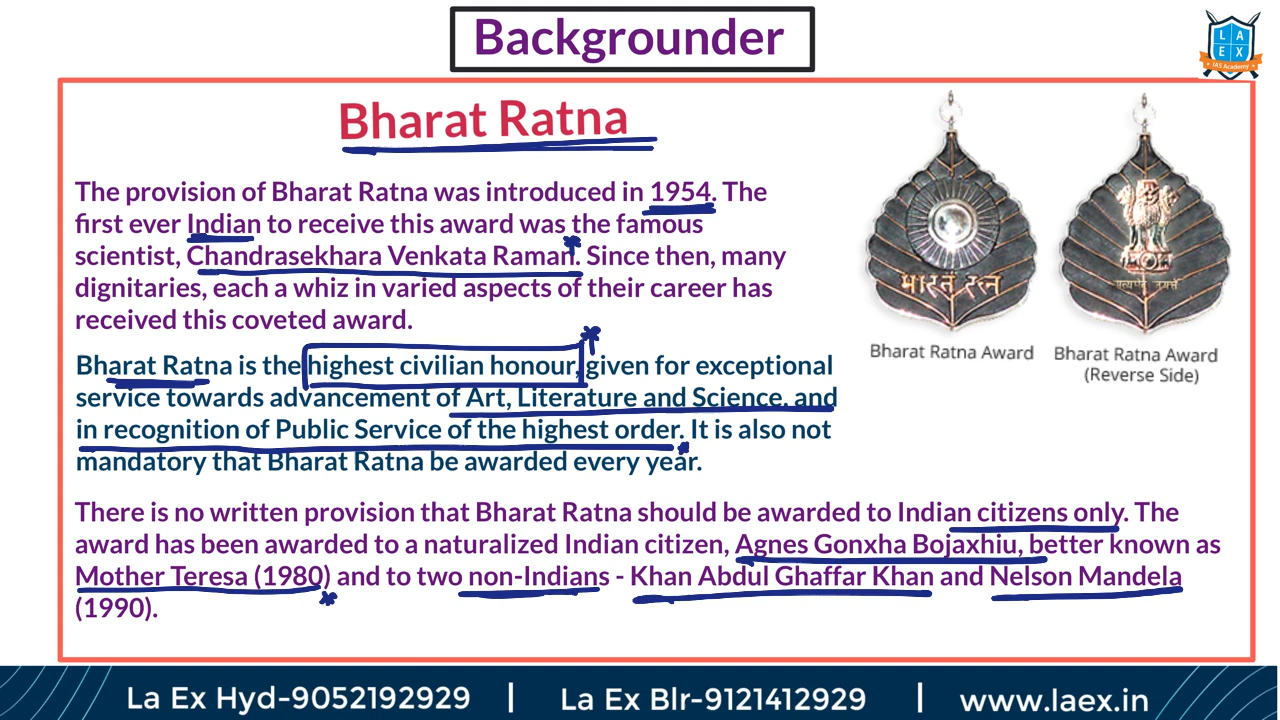 Backgrounder
L A
E X
IAS Academy
Bharat Ratna
The provision of Bharat Ratna was introduced in 1954. The
first ever Indian to receive this award was the famous
scientist, Chandrasekhara Venkata Raman. Since then, many
dignitaries, each a whiz in varied aspects of their career has
received this coveted award.
Bharat Ratna is the highest civilian honour, given for exceptional
service towards advancement of Art, Literature and Science, and
in recognition of Public Service of the highest order. It is also not
mandatory that Bharat Ratna be awarded every year.
भारत रत्न
सत्यमेव जयते
Bharat Ratna Award
Bharat Ratna Award
(Reverse Side)
There is no written provision that Bharat Ratna should be awarded to Indian citizens only. The
award has been awarded to a naturalized Indian citizen, Agnes Gonxha Bojaxhiu, better known as
Mother Teresa (1980) and to two non-Indians - Khan Abdul Ghaffar Khan and Nelson Mandela
(1990).
La Ex Hyd-9052192929 | La Ex Blr-9121412929 | www.laex.in